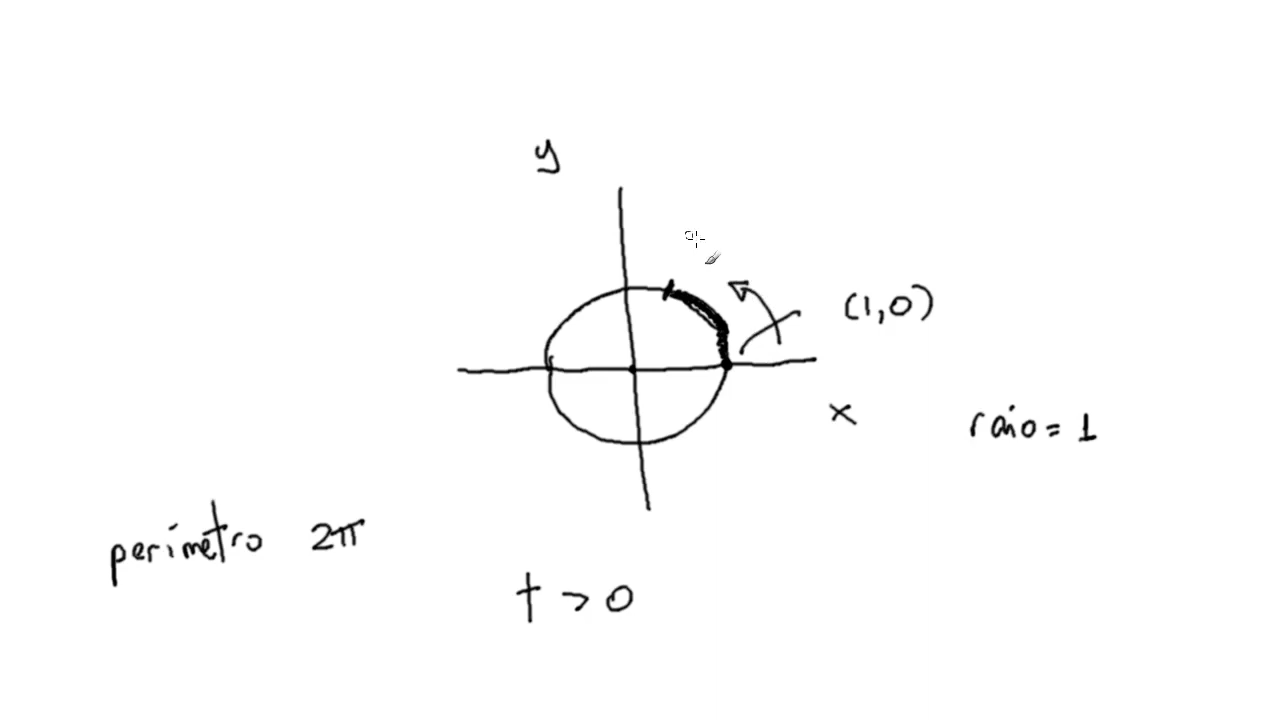 y
(1,0)
x
raio = 1
perímetro 2π
t > 0